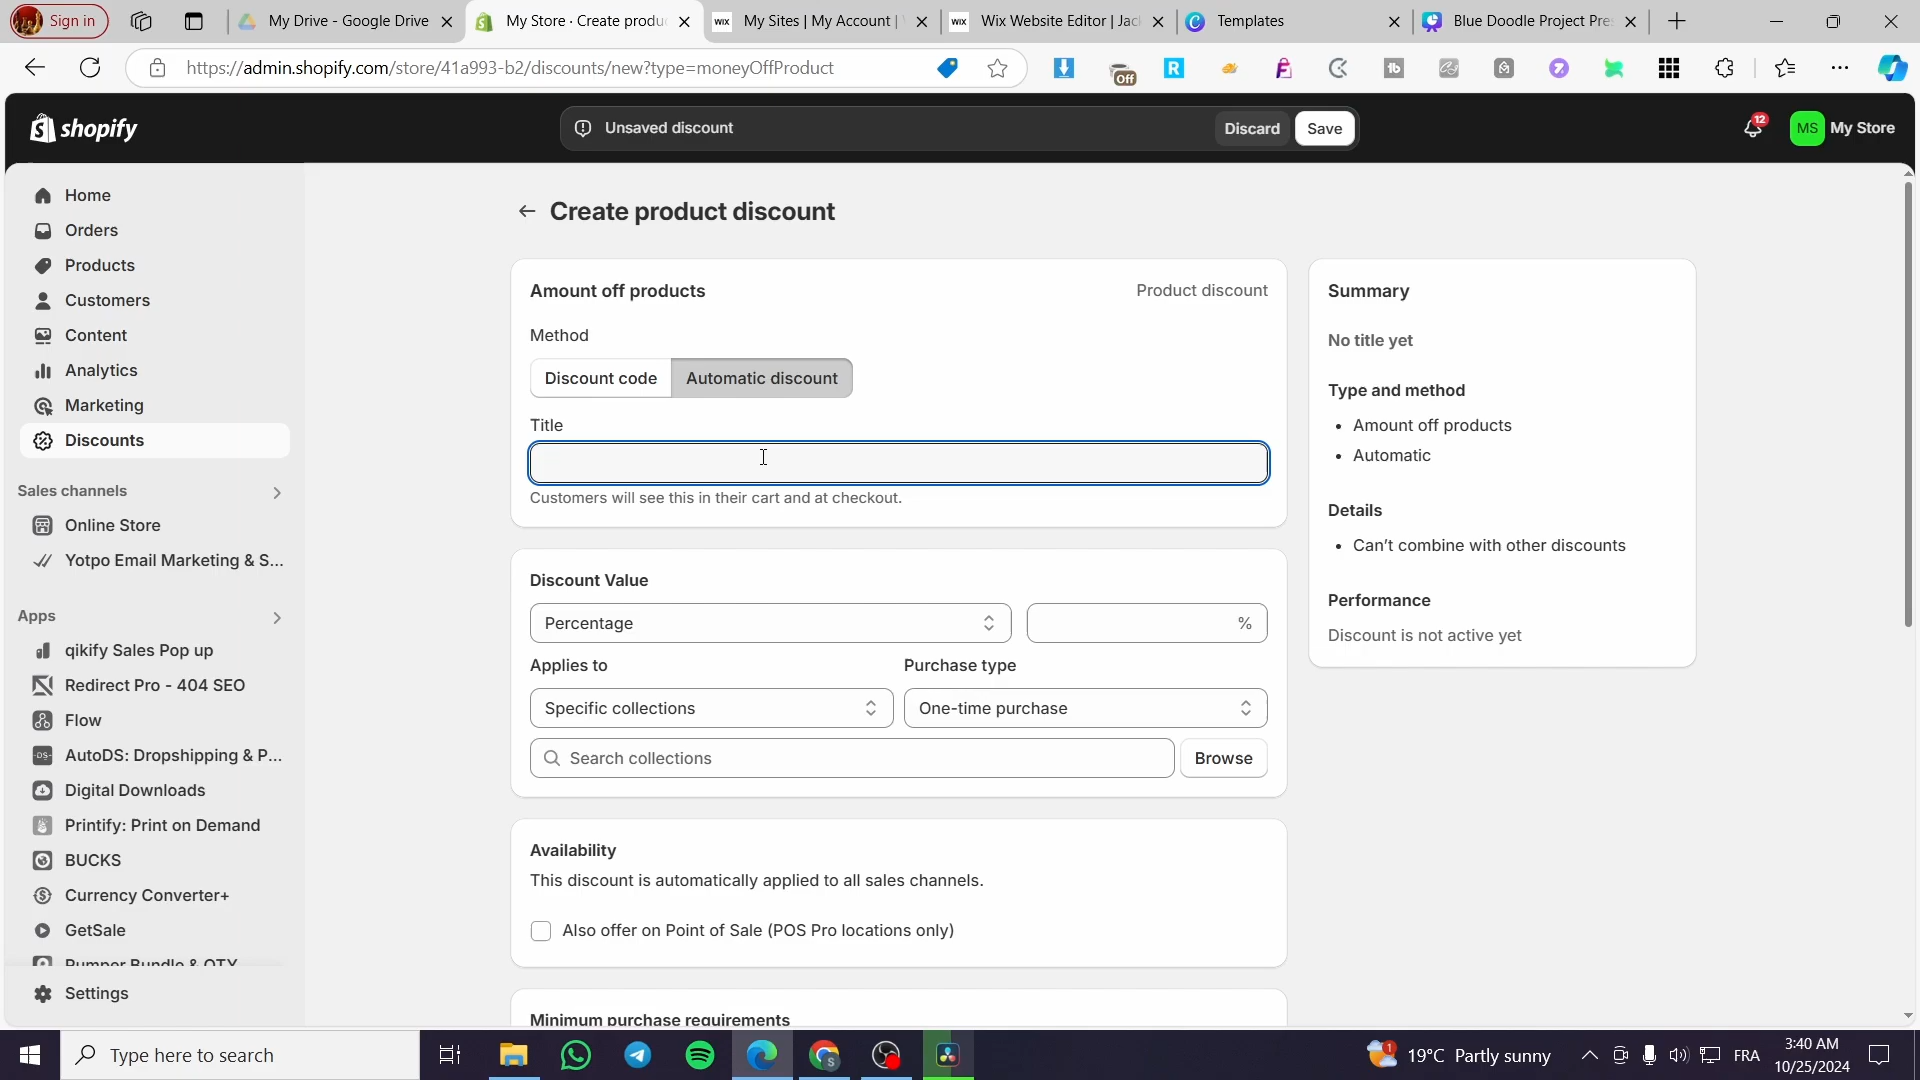 Sign in
My Drive - Google Drive
My Store · Create produ
My Sites | My Account |
Wix Website Editor | Jac
Templates
Blue Doodle Project Pre
https://admin.shopify.com/store/41a993-b2/discounts/new?type=moneyOffProduct
Off
shopify
Unsaved discount
Discard
Save
12
MS
My Store
Home
Orders
Products
Customers
Content
Analytics
Marketing
Discounts
Sales channels
Online Store
Yotpo Email Marketing & S...
Apps
qikify Sales Pop up
Redirect Pro - 404 SEO
Flow
AutoDS: Dropshipping & P...
Digital Downloads
Printify: Print on Demand
BUCKS
Currency Converter+
GetSale
Bumper Bundle & QTY
Settings
Create product discount
Amount off products
Product discount
Method
Discount code
Automatic discount
Title
Customers will see this in their cart and at checkout.
Discount Value
Percentage
%
Applies to
Purchase type
Specific collections
One-time purchase
Search collections
Browse
Availability
This discount is automatically applied to all sales channels.
Also offer on Point of Sale (POS Pro locations only)
Minimum purchase requirements
Summary
No title yet
Type and method
• Amount off products
• Automatic
Details
• Can't combine with other discounts
Performance
Discount is not active yet
Type here to search
1
19°C Partly sunny
FRA
3:40 AM
10/25/2024